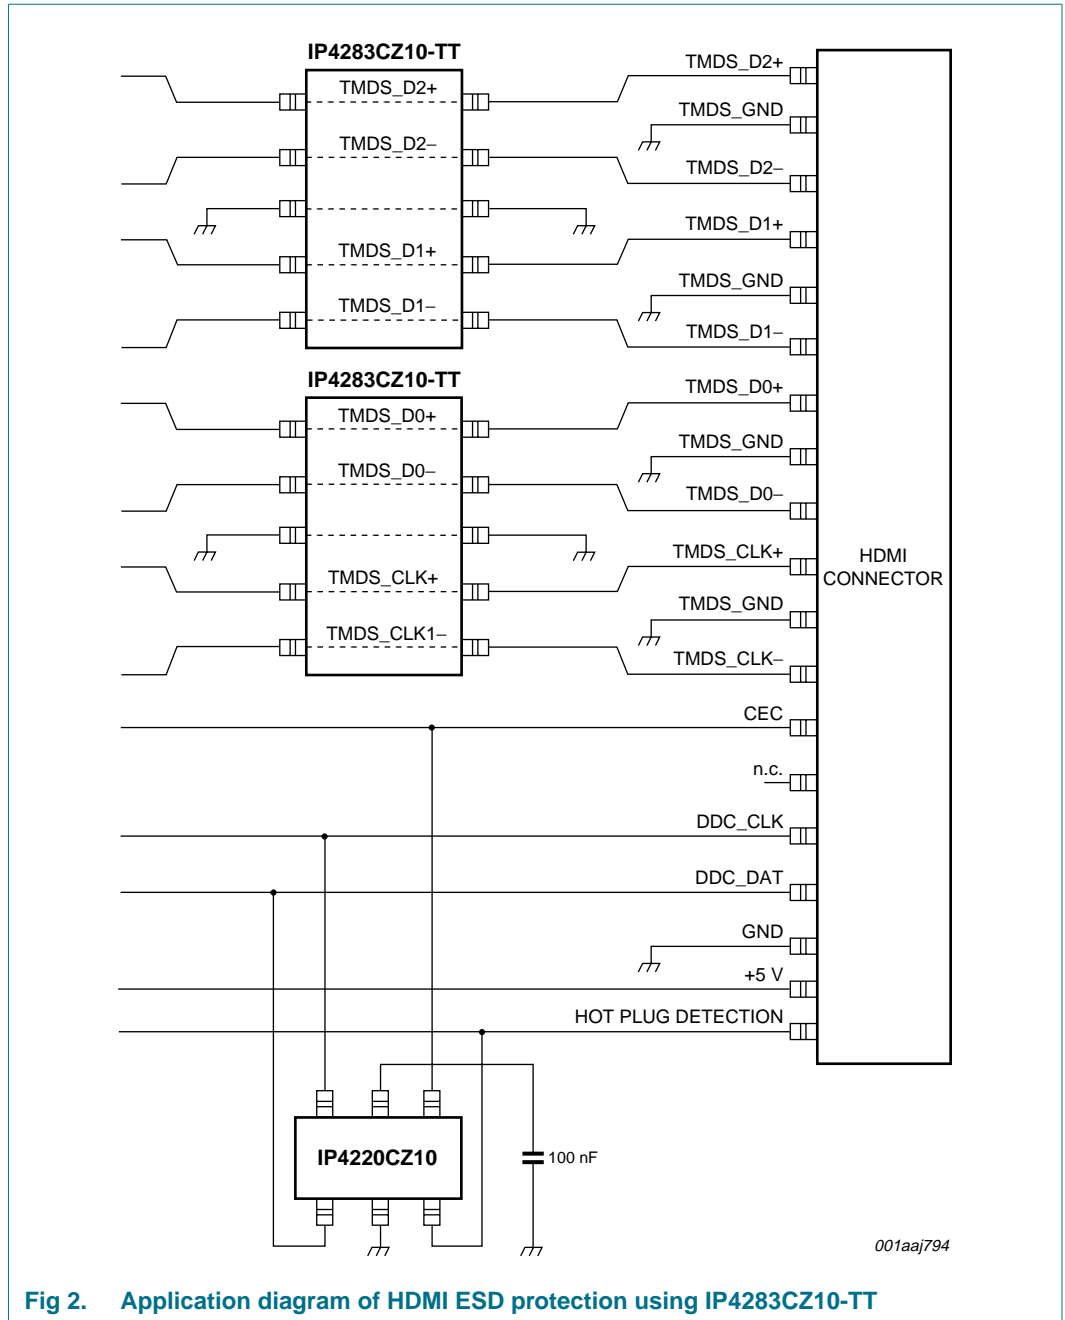 IP4283CZ10-TT
TMDS_D2+
TMDS_D2+
TMDS_GND
TMDS_D2−
TMDS_D2−
TMDS_D1+
TMDS_D1+
TMDS_GND
TMDS_D1−
TMDS_D1−
IP4283CZ10-TT
TMDS_D0+
TMDS_D0+
TMDS_GND
TMDS_D0−
TMDS_D0−
TMDS_CLK+
HDMI
CONNECTOR
TMDS_CLK+
TMDS_GND
TMDS_CLK1−
TMDS_CLK−
CEC
n.c.
DDC_CLK
DDC_DAT
GND
+5 V
HOT PLUG DETECTION
IP4220CZ10
100 nF
001aaj794
Fig 2. Application diagram of HDMI ESD protection using IP4283CZ10-TT